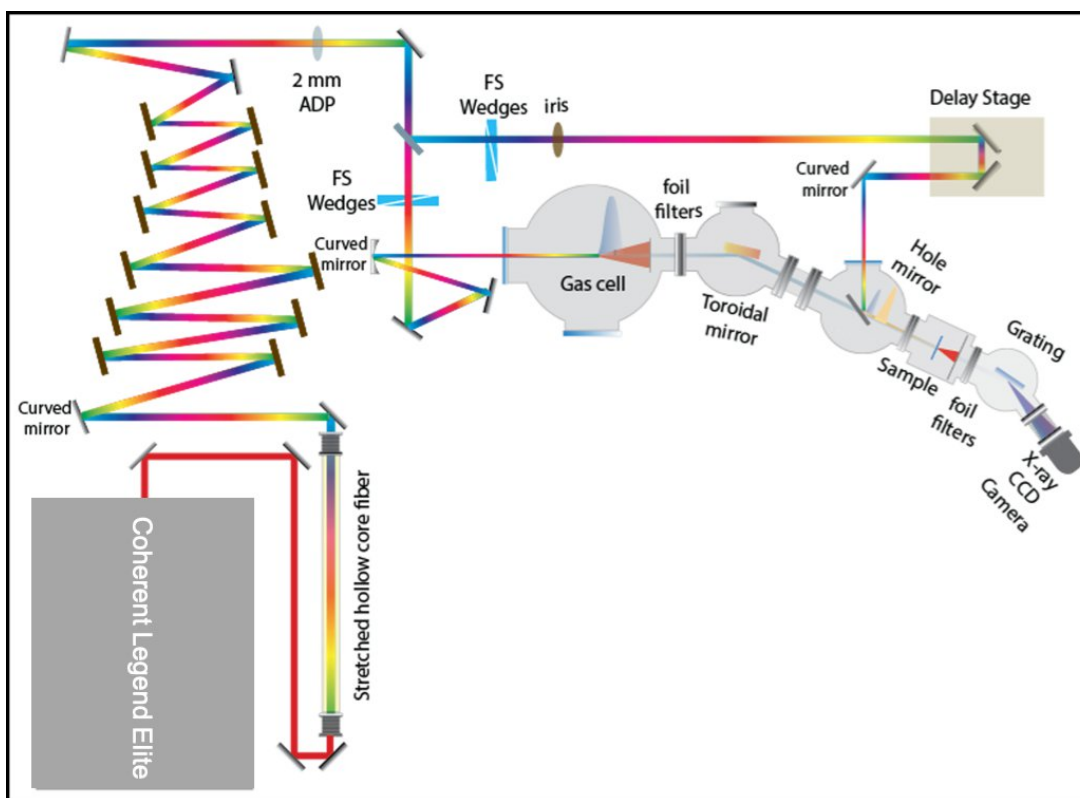 2 mm
ADP
FS
Wedges
iris
Delay Stage
FS
Wedges
foil
filters
Curved
mirror
Curved
mirror
Gas cell
Hole
mirror
Toroidal
mirror
Grating
Sample
foil
filters
X-ray
CCD
Camera
Curved
mirror
Stretched hollow core fiber
Coherent Legend Elite